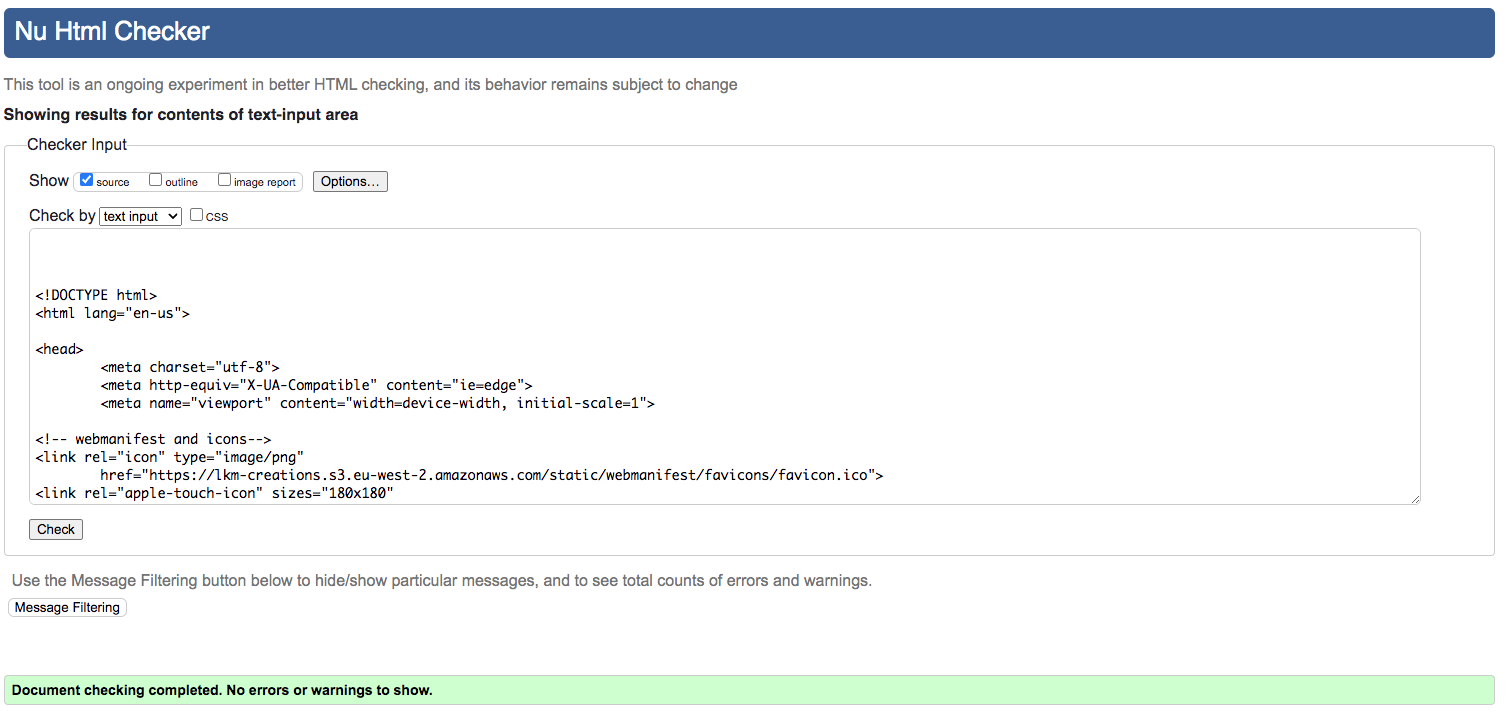 Nu Html Checker
This tool is an ongoing experiment in better HTML checking, and its behavior remains subject to change
Showing results for contents of text-input area
Checker Input
Show source outline image report Options...
Check by text input css
<!DOCTYPE html>
<html lang="en-us">
<head>
<meta charset="utf-8">
<meta http-equiv="X-UA-Compatible" content="ie=edge">
<meta name="viewport" content="width=device-width, initial-scale=1">
<!-- webmanifest and icons-->
<link rel="icon" type="image/png"
href="https://lkm-creations.s3.eu-west-2.amazonaws.com/static/webmanifest/favicons/favicon.ico">
<link rel="apple-touch-icon" sizes="180x180"
Check
Use the Message Filtering button below to hide/show particular messages, and to see total counts of errors and warnings.
Message Filtering
Document checking completed. No errors or warnings to show.